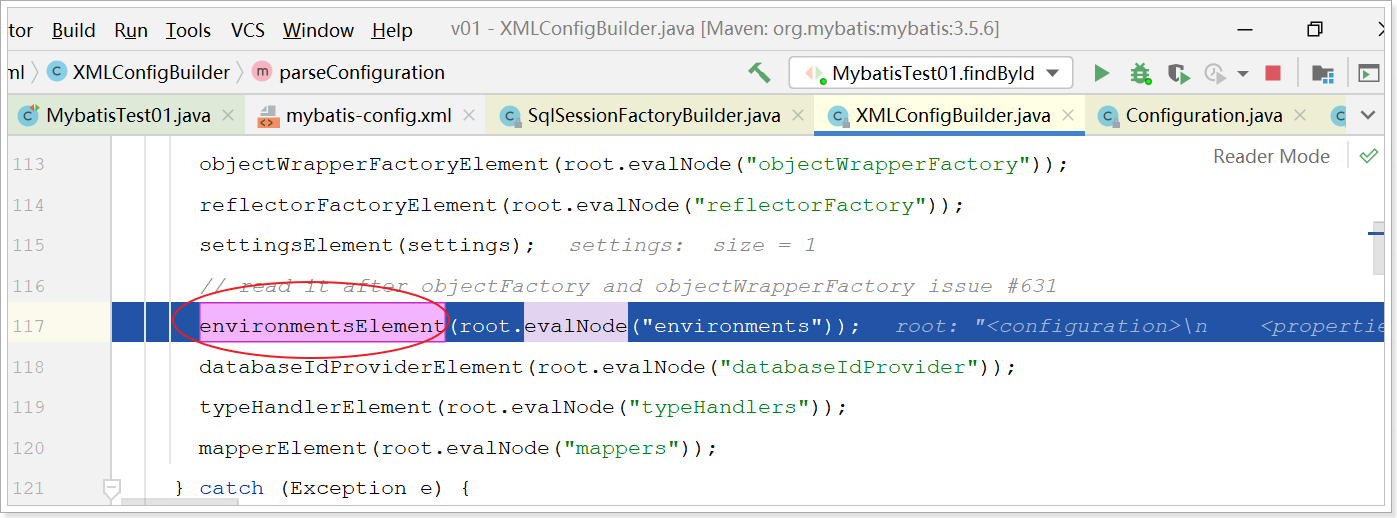 tor Build Run Tools VCS Window Help v01 - XMLConfigBuilder.java [Maven: org.mybatis:mybatis:3.5.6]
ml XMLConfigBuilder parseConfiguration MybatisTest01.findById
MybatisTest01.java mybatis-config.xml SqlSessionFactoryBuilder.java XMLConfigBuilder.java Configuration.java
Reader Mode
113 objectWrapperFactoryElement(root.evalNode("objectWrapperFactory"));
114 reflectorFactoryElement(root.evalNode("reflectorFactory"));
115 settingsElement(settings); settings: size = 1
116 // read it after objectFactory and objectWrapperFactory issue #631
117 environmentsElement(root.evalNode("environments")); root: "<configuration>\n <propertie
118 databaseIdProviderElement(root.evalNode("databaseIdProvider"));
119 typeHandlerElement(root.evalNode("typeHandlers"));
120 mapperElement(root.evalNode("mappers"));
121 } catch (Exception e) {